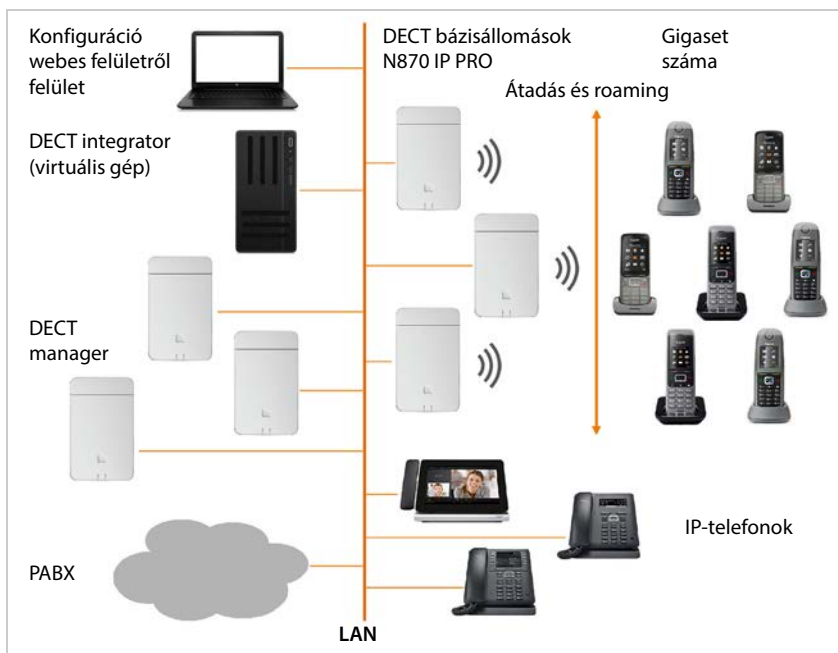 Konfiguráció
webes felületről
felület
DECT bázisállomások
N870 IP PRO
Gigaset
száma
Átadás és roaming
DECT integrator
(virtuális gép)
DECT
manager
IP-telefonok
PABX
LAN